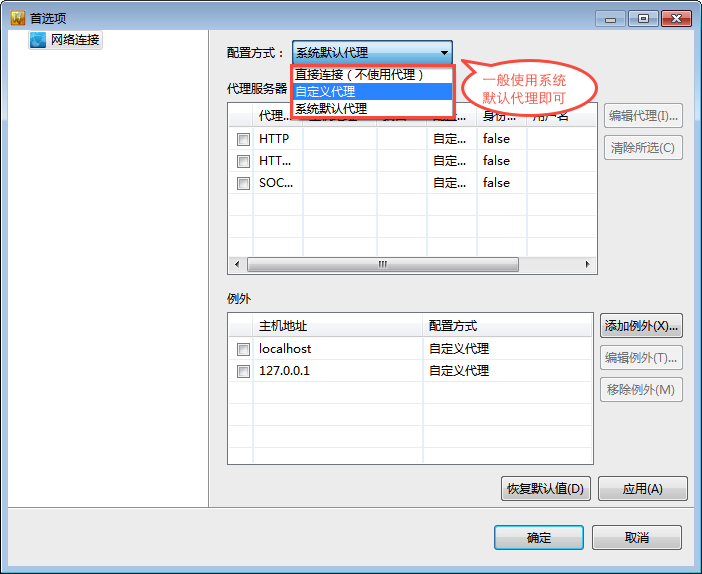 首选项
网络连接
配置方式： 系统默认代理
直接连接（不使用代理）
自定义代理
系统默认代理
一般使用系统
默认代理即可
代理服务器
代理... 身份... 用户名
HTTP 自定... false
HTT... 自定... false
SOC... 自定... false
编辑代理(I)...
清除所选(C)
例外
主机地址 配置方式
localhost 自定义代理
127.0.0.1 自定义代理
添加例外(X)...
编辑例外(T)...
移除例外(M)
恢复默认值(D) 应用(A)
确定 取消